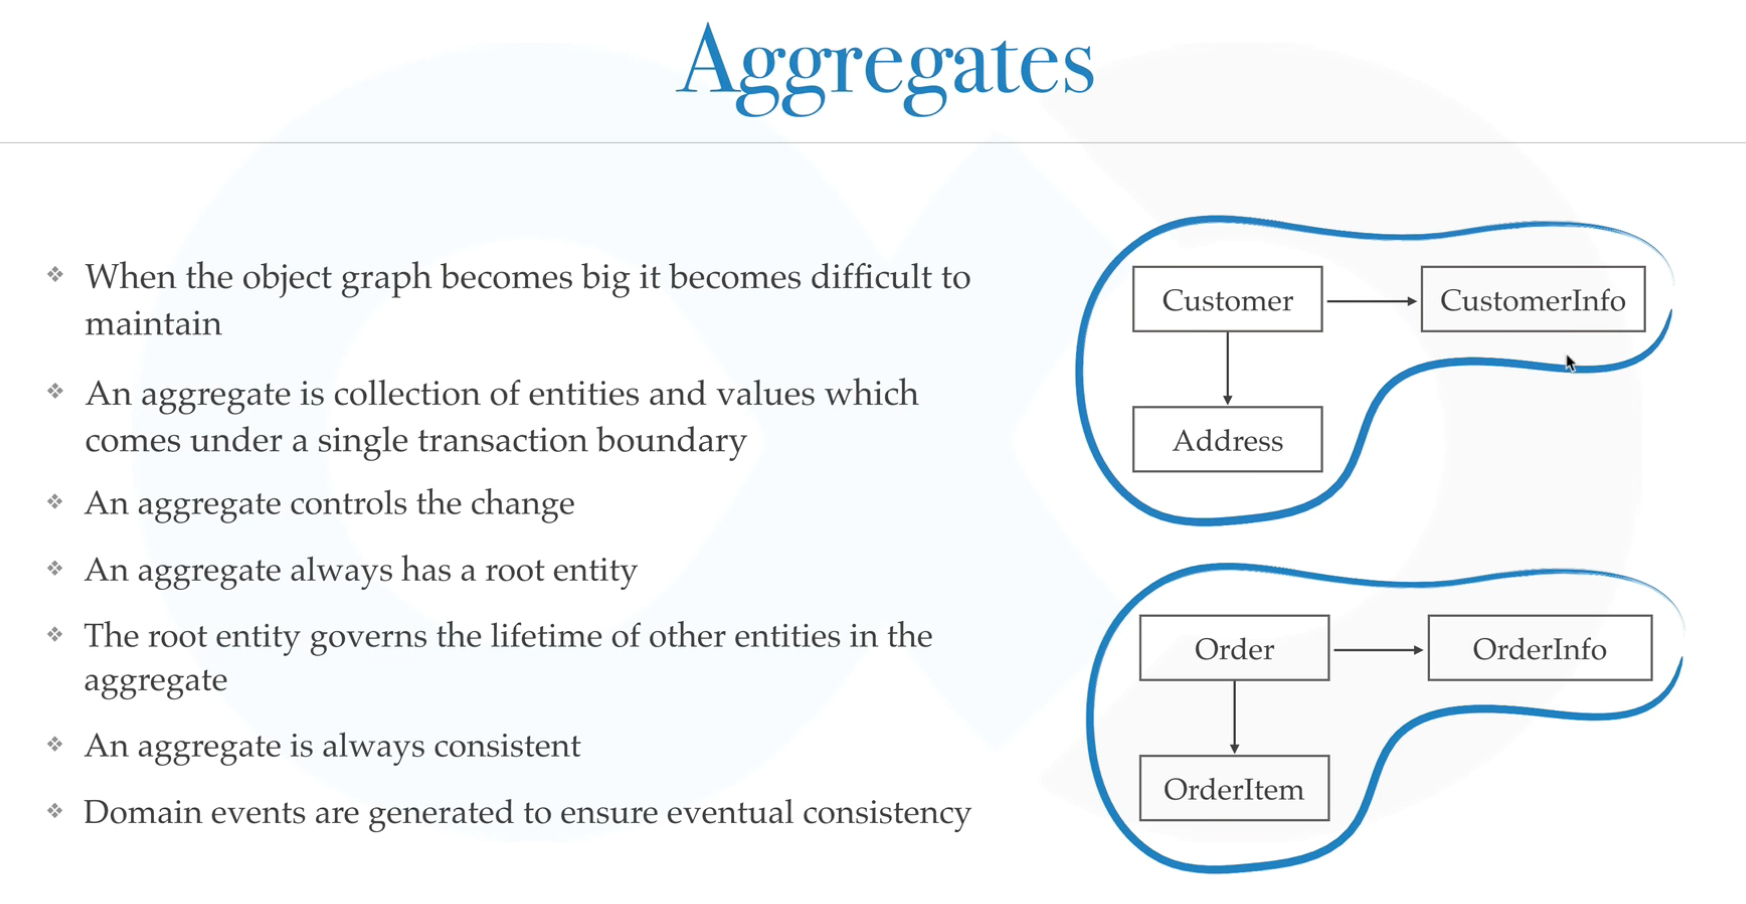 Aggregates
When the object graph becomes big it becomes difficult to
maintain
An aggregate is collection of entities and values which
comes under a single transaction boundary
An aggregate controls the change
An aggregate always has a root entity
The root entity governs the lifetime of other entities in the
aggregate
An aggregate is always consistent
Domain events are generated to ensure eventual consistency
Customer
CustomerInfo
Address
Order
OrderInfo
OrderItem